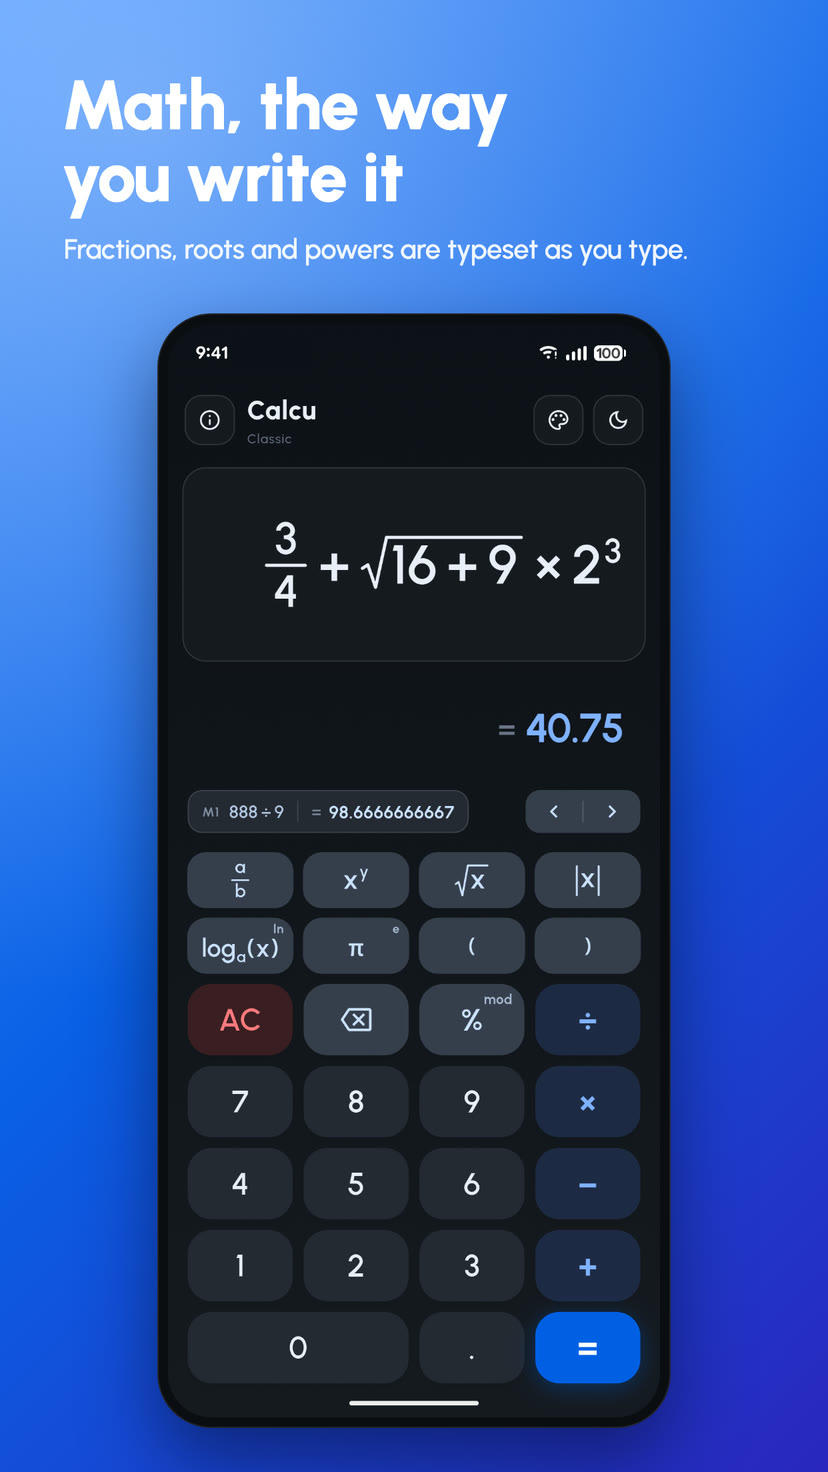 Math, the way
you write it
Fractions, roots and powers are typeset as you type.
9:41 100
Calcu
Classic
3/4 + √(16 + 9) × 2³
= 40.75
M1 888÷9 = 98.6666666667
a/b xʸ √x |x|
logₐ(x) ln π e ( )
AC % mod ÷
7 8 9 ×
4 5 6 −
1 2 3 +
0 . =